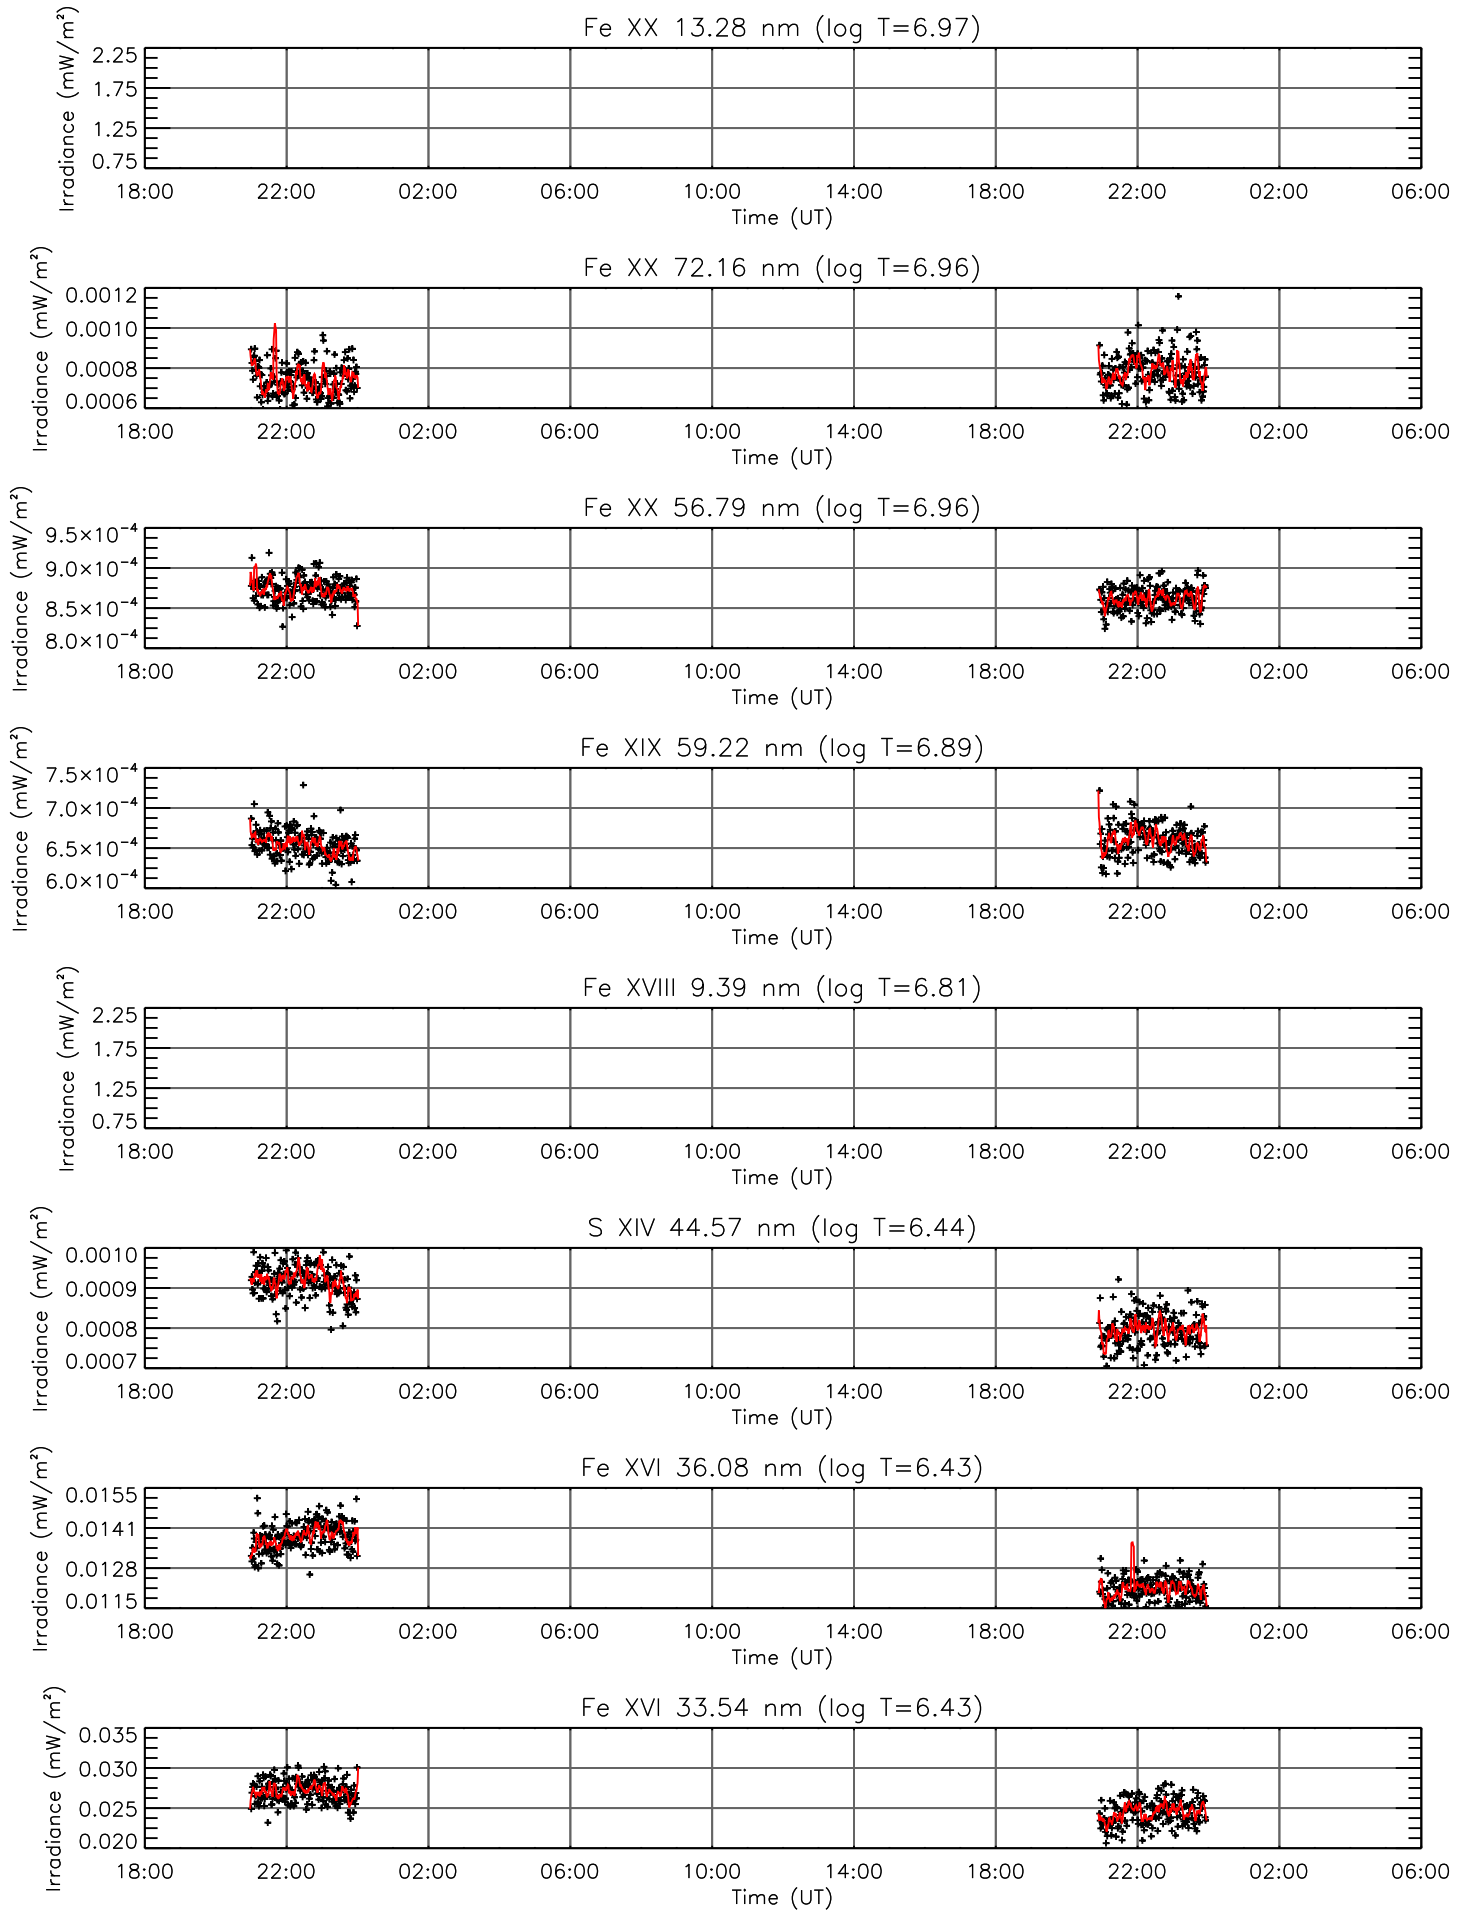 Fe XX 13.28 nm (log T=6.97)
Irradiance (mW/m²)
2.25
1.75
1.25
0.75
18:00 22:00 02:00 06:00 10:00 14:00 18:00 22:00 02:00 06:00
Time (UT)
Fe XX 72.16 nm (log T=6.96)
Irradiance (mW/m²)
0.0012
0.0010
0.0008
0.0006
18:00 22:00 02:00 06:00 10:00 14:00 18:00 22:00 02:00 06:00
Time (UT)
Fe XX 56.79 nm (log T=6.96)
Irradiance (mW/m²)
9.5×10⁻⁴
9.0×10⁻⁴
8.5×10⁻⁴
8.0×10⁻⁴
18:00 22:00 02:00 06:00 10:00 14:00 18:00 22:00 02:00 06:00
Time (UT)
Fe XIX 59.22 nm (log T=6.89)
Irradiance (mW/m²)
7.5×10⁻⁴
7.0×10⁻⁴
6.5×10⁻⁴
6.0×10⁻⁴
18:00 22:00 02:00 06:00 10:00 14:00 18:00 22:00 02:00 06:00
Time (UT)
Fe XVIII 9.39 nm (log T=6.81)
Irradiance (mW/m²)
2.25
1.75
1.25
0.75
18:00 22:00 02:00 06:00 10:00 14:00 18:00 22:00 02:00 06:00
Time (UT)
S XIV 44.57 nm (log T=6.44)
Irradiance (mW/m²)
0.0010
0.0009
0.0008
0.0007
18:00 22:00 02:00 06:00 10:00 14:00 18:00 22:00 02:00 06:00
Time (UT)
Fe XVI 36.08 nm (log T=6.43)
Irradiance (mW/m²)
0.0155
0.0141
0.0128
0.0115
18:00 22:00 02:00 06:00 10:00 14:00 18:00 22:00 02:00 06:00
Time (UT)
Fe XVI 33.54 nm (log T=6.43)
Irradiance (mW/m²)
0.035
0.030
0.025
0.020
18:00 22:00 02:00 06:00 10:00 14:00 18:00 22:00 02:00 06:00
Time (UT)